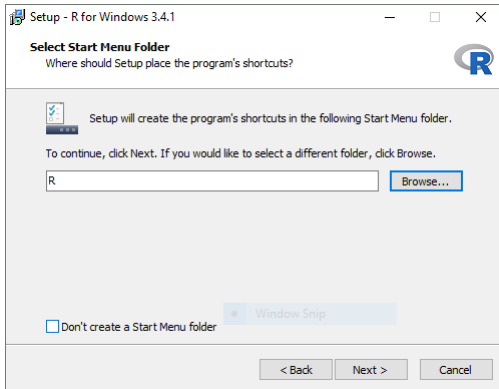 Setup - R for Windows 3.4.1
Select Start Menu Folder
Where should Setup place the program's shortcuts?
R
Setup will create the program's shortcuts in the following Start Menu folder.
To continue, click Next. If you would like to select a different folder, click Browse.
R
Browse...
Window Snip
Don't create a Start Menu folder
< Back
Next >
Cancel